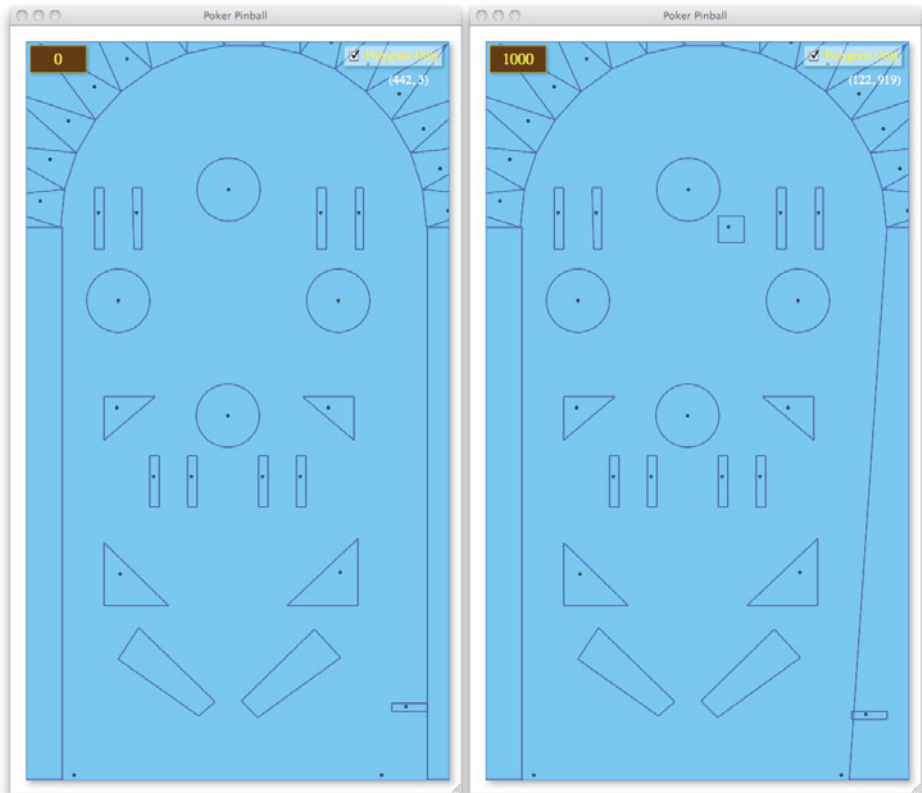 Poker Pinball
0
Polygons Only
(442, 3)
Poker Pinball
1000
Polygons Only
(122, 919)